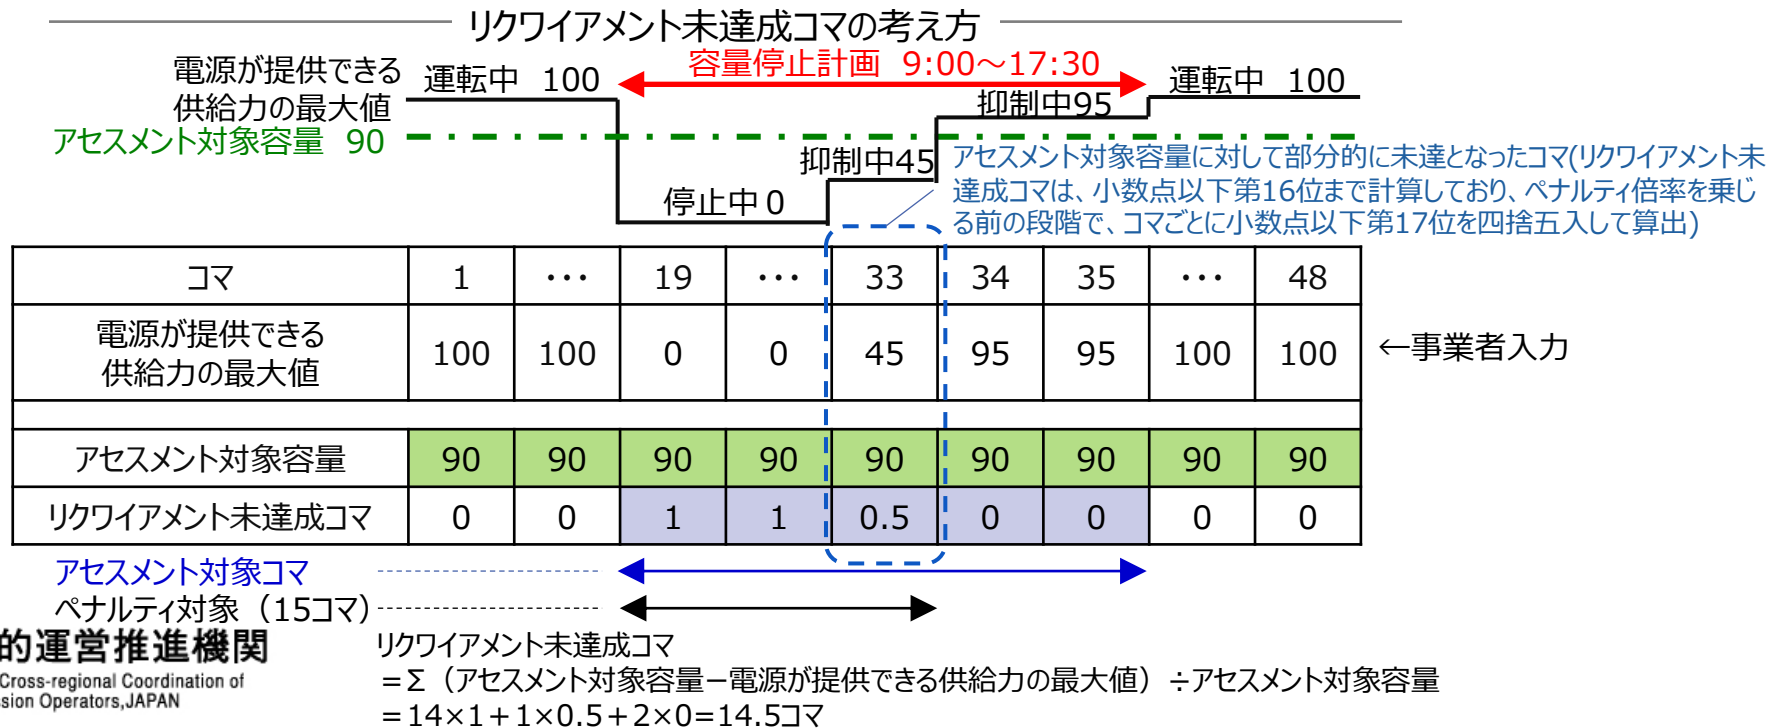 リクワイアメント未達成コマの考え方
電源が提供できる
供給力の最大値
運転中 100
容量停止計画 9:00～17:30
運転中 100
抑制中95
アセスメント対象容量 90
抑制中45
停止中0
アセスメント対象容量に対して部分的に未達となったコマ(リクワイアメント未
達成コマは、小数点以下第16位まで計算しており、ペナルティ倍率を乗じ
る前の段階で、コマごとに小数点以下第17位を四捨五入して算出)
コマ 1 ・・・ 19 ・・・ 33 34 35 ・・・ 48
電源が提供できる
供給力の最大値 100 100 0 0 45 95 95 100 100
←事業者入力
アセスメント対象容量 90 90 90 90 90 90 90 90 90
リクワイアメント未達成コマ 0 0 1 1 0.5 0 0 0 0
アセスメント対象コマ
ペナルティ対象（15コマ）
的運営推進機関
Cross-regional Coordination of
ssion Operators,JAPAN
リクワイアメント未達成コマ
＝Σ（アセスメント対象容量－電源が提供できる供給力の最大値）÷アセスメント対象容量
＝14×1＋1×0.5＋2×0＝14.5コマ